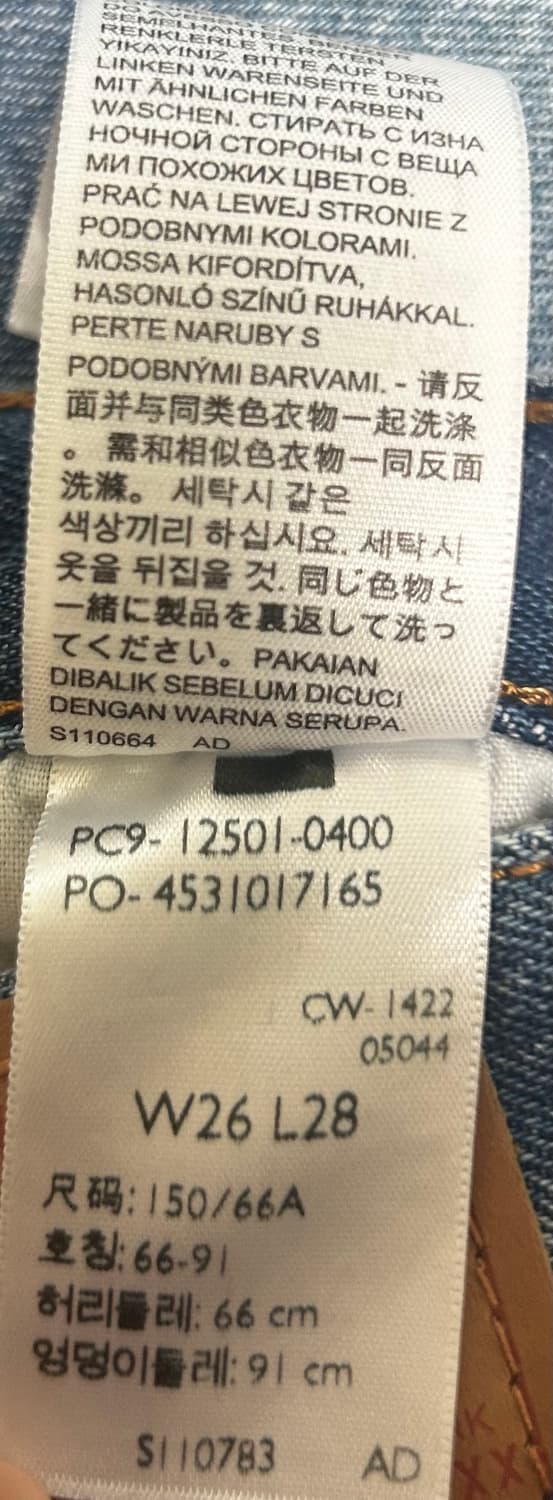 SEMELHANTES. BENZER
RENKLERLE TERSTEN
YIKAYINIZ. BITTE AUF DER
LINKEN WARENSEITE UND
MIT ÄHNLICHEN FARBEN
WASCHEN. СТИРАТЬ С ИЗНА
НОЧНОЙ СТОРОНЫ С ВЕЩА
МИ ПОХОЖИХ ЦВЕТОВ.
PRAĆ NA LEWEJ STRONIE Z
PODOBNYMI KOLORAMI.
MOSSA KIFORDÍTVA,
HASONLÓ SZÍNŰ RUHÁKKAL.
PERTE NARUBY S
PODOBNÝMI BARVAMI. - 请反
面并与同类色衣物一起洗涤
。 需和相似色衣物一同反面
洗滌。 세탁시 같은
색상끼리 하십시요. 세탁시
옷을 뒤집을 것. 同じ色物と
一緒に製品を裏返して洗っ
てください。 PAKAIAN
DIBALIK SEBELUM DICUCI
DENGAN WARNA SERUPA.
S110664 AD
PC9- 12501-0400
PO- 4531017165
CW- 1422
05044
W26 L28
尺码: 150/66A
호칭: 66-91
허리둘레: 66 cm
엉덩이둘레: 91 cm
S110783 AD
XX